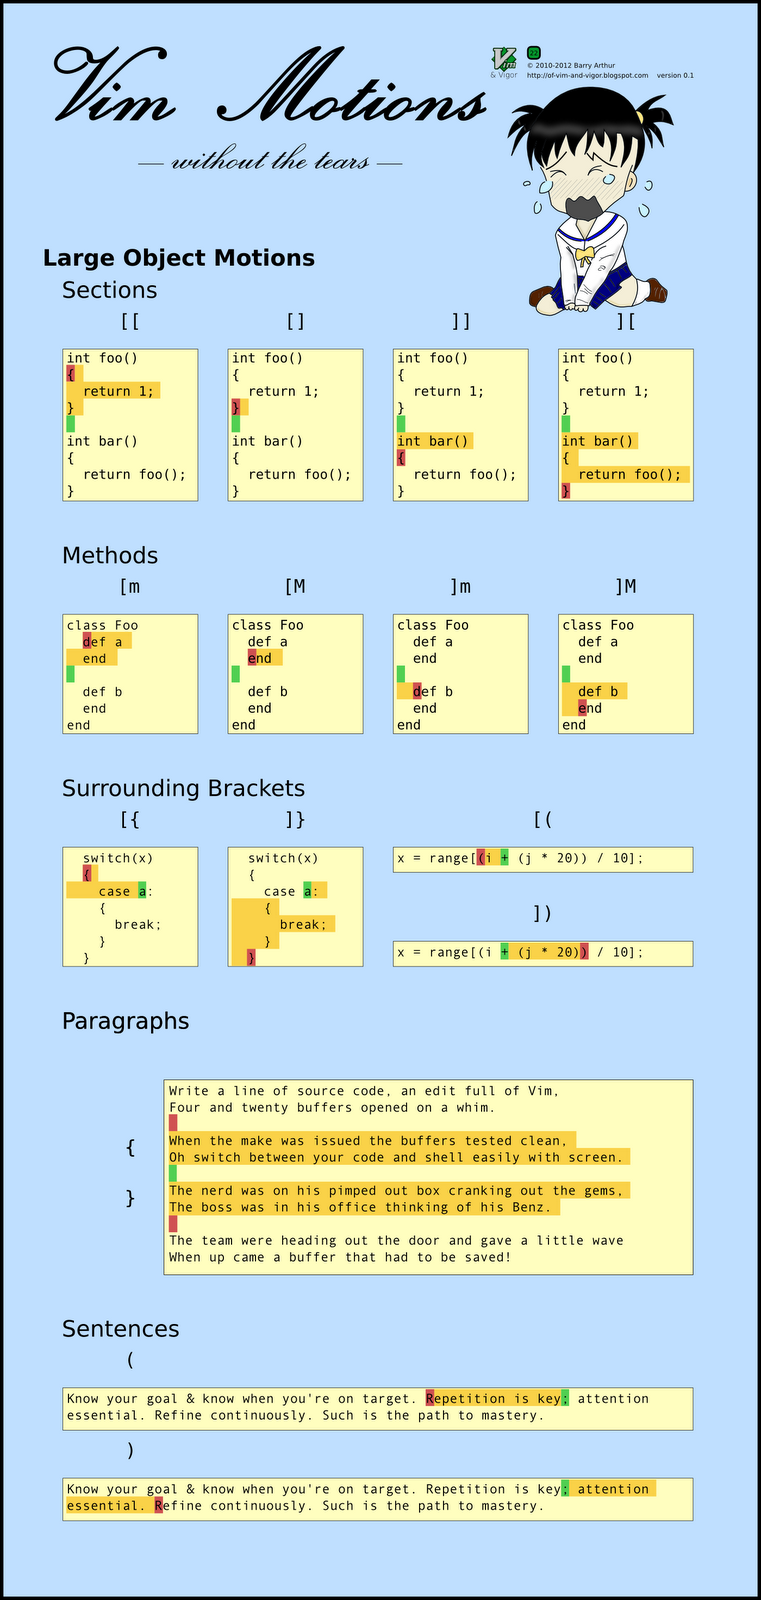 Vim Motions
— without the tears —
Vim
& Vigor
© 2010-2012 Barry Arthur
http://of-vim-and-vigor.blogspot.com version 0.1
Large Object Motions
Sections
[[
int foo()
{
  return 1;
}
int bar()
{
  return foo();
}
[]
int foo()
{
  return 1;
}
int bar()
{
  return foo();
}
]]
int foo()
{
  return 1;
}
int bar()
{
  return foo();
}
][
int foo()
{
  return 1;
}
int bar()
{
  return foo();
}
Methods
[m
class Foo
  def a
  end
  def b
  end
end
[M
class Foo
  def a
  end
  def b
  end
end
]m
class Foo
  def a
  end
  def b
  end
end
]M
class Foo
  def a
  end
  def b
  end
end
Surrounding Brackets
[{
  switch(x)
  {
    case a:
    {
      break;
    }
  }
]}
  switch(x)
  {
    case a:
    {
      break;
    }
  }
[(
x = range[(i + (j * 20)) / 10];
])
x = range[(i + (j * 20)) / 10];
Paragraphs
{
}
Write a line of source code, an edit full of Vim,
Four and twenty buffers opened on a whim.
When the make was issued the buffers tested clean,
Oh switch between your code and shell easily with screen.
The nerd was on his pimped out box cranking out the gems,
The boss was in his office thinking of his Benz.
The team were heading out the door and gave a little wave
When up came a buffer that had to be saved!
Sentences
(
Know your goal & know when you're on target. Repetition is key; attention
essential. Refine continuously. Such is the path to mastery.
)
Know your goal & know when you're on target. Repetition is key; attention
essential. Refine continuously. Such is the path to mastery.